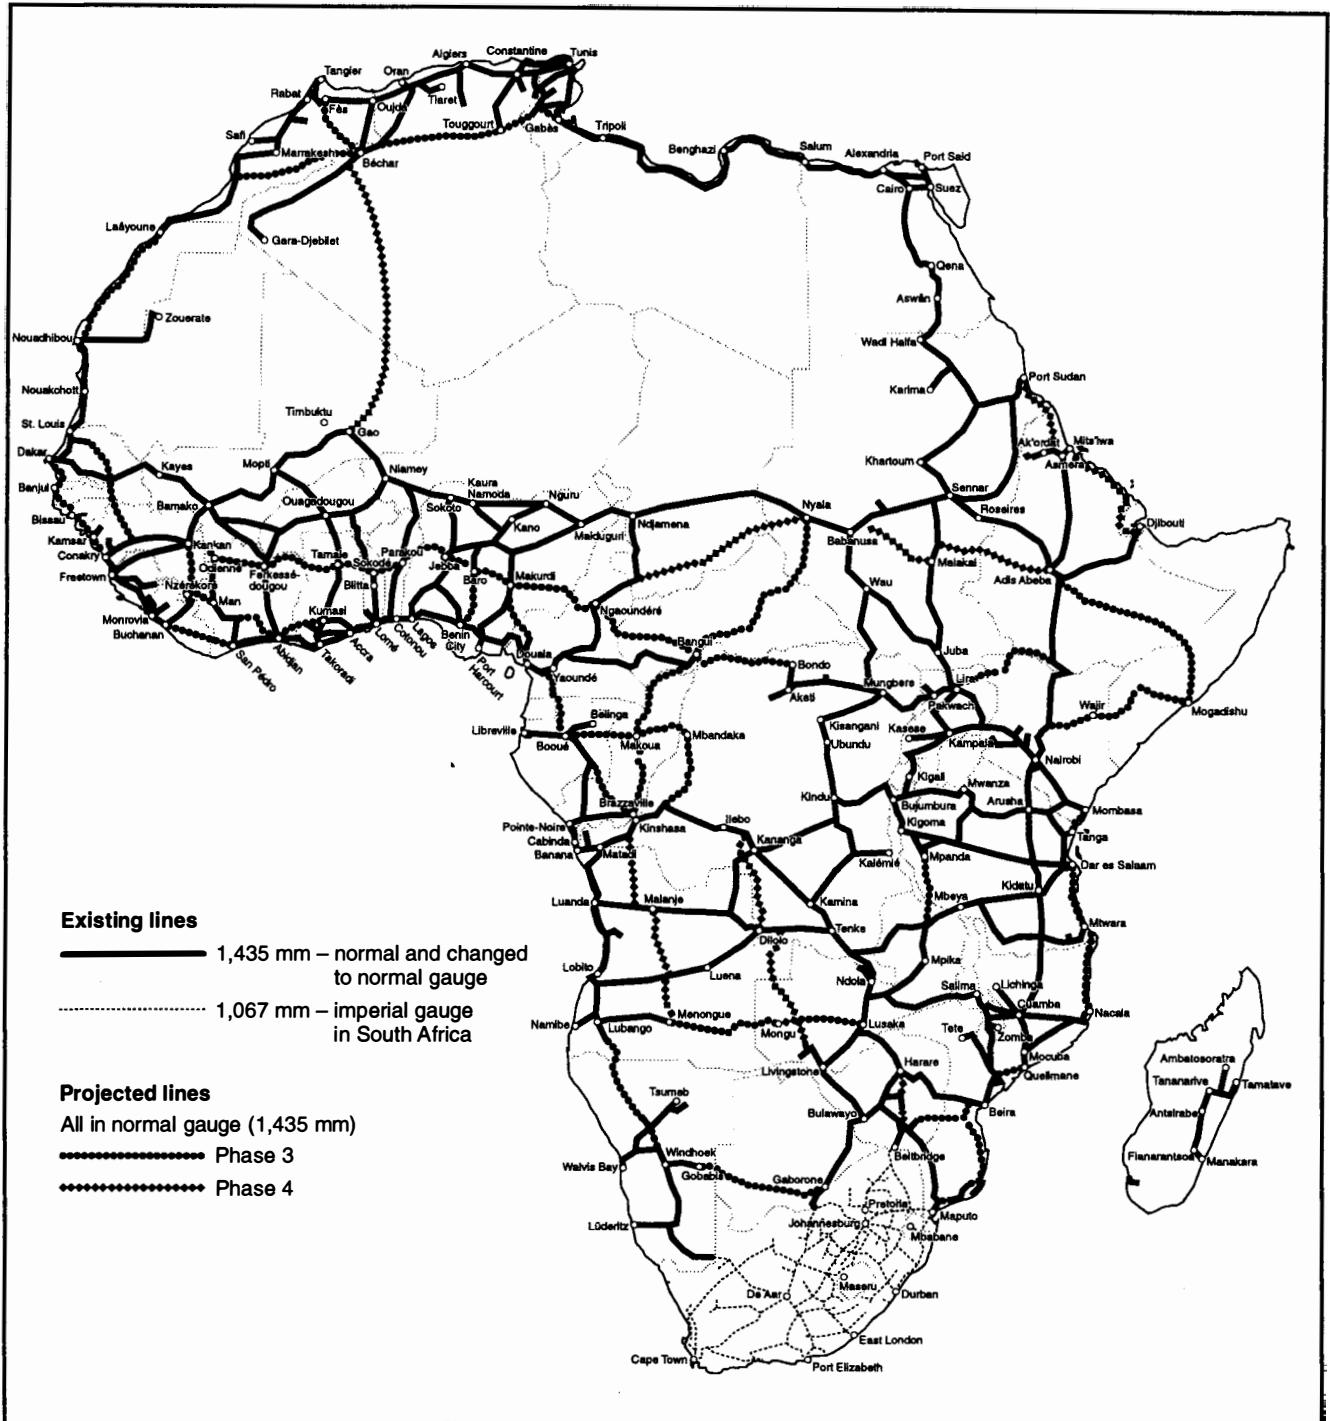 Algiers
Constantine
Tunis
Tangier
Oran
Rabat
Fès
Oujda
Tiaret
Touggourt
Gabès
Tripoli
Safi
Marrakesh
Béchar
Benghazi
Salum
Alexandria
Port Said
Cairo
Suez
Laâyoune
Gara-Djebilet
Qena
Aswân
Zouerate
Nouadhibou
Wadi Halfa
Nouakchott
Karima
Port Sudan
Timbuktu
St. Louis
Gao
Dakar
Kayes
Mopti
Niamey
Khartoum
Ak'ordat
Mits'iwa
Asmera
Banjul
Bamako
Ouagadougou
Kaura
Namoda
Sokoto
Nguru
Nyala
Sennar
Roseires
Bissau
Kano
Maiduguri
Ndjamena
Babanusa
Djibouti
Kamsar
Conakry
Kankan
Odienné
Ferkessé-
dougou
Tamale
Sokodé
Parakou
Jebba
Baro
Makurdi
Malakal
Adis Abeba
Freetown
Nzérékoré
Man
Blitta
Wau
Ngaoundéré
Monrovia
Buchanan
Kumasi
San Pédro
Abidjan
Takoradi
Accra
Lomé
Cotonou
Lagos
Benin
City
Port
Harcourt
Douala
Yaoundé
Bangui
Juba
Bondo
Aketi
Mungbere
Lira
Pakwach
Wajir
Mogadishu
Libreville
Belinga
Booué
Makoua
Mbandaka
Kisangani
Ubundu
Kasese
Kampala
Nairobi
Kigali
Mwanza
Brazzaville
Kindu
Bujumbura
Arusha
Mombasa
Pointe-Noire
Kinshasa
Ilebo
Kigoma
Cabinda
Banana
Matadi
Kananga
Kalémié
Mpanda
Tanga
Dar es Salaam
Luanda
Malanje
Kamina
Mbeya
Kidatu
Dilolo
Tenke
Mtwara
Lobito
Luena
Ndola
Mpika
Salima
Lichinga
Cuamba
Nacala
Namibe
Lubango
Menongue
Mongu
Lusaka
Tete
Zomba
Mocuba
Quelimane
Livingstone
Harare
Ambatosoratra
Tananarive
Tamatave
Tsumeb
Bulawayo
Beira
Antsirabe
Walvis Bay
Windhoek
Gobabis
Gaborone
Beitbridge
Fianarantsoa
Manakara
Pretoria
Maputo
Lüderitz
Johannesburg
Mbabane
Maseru
De Aar
Durban
East London
Cape Town
Port Elizabeth
Existing lines
1,435 mm – normal and changed
to normal gauge
1,067 mm – imperial gauge
in South Africa
Projected lines
All in normal gauge (1,435 mm)
Phase 3
Phase 4